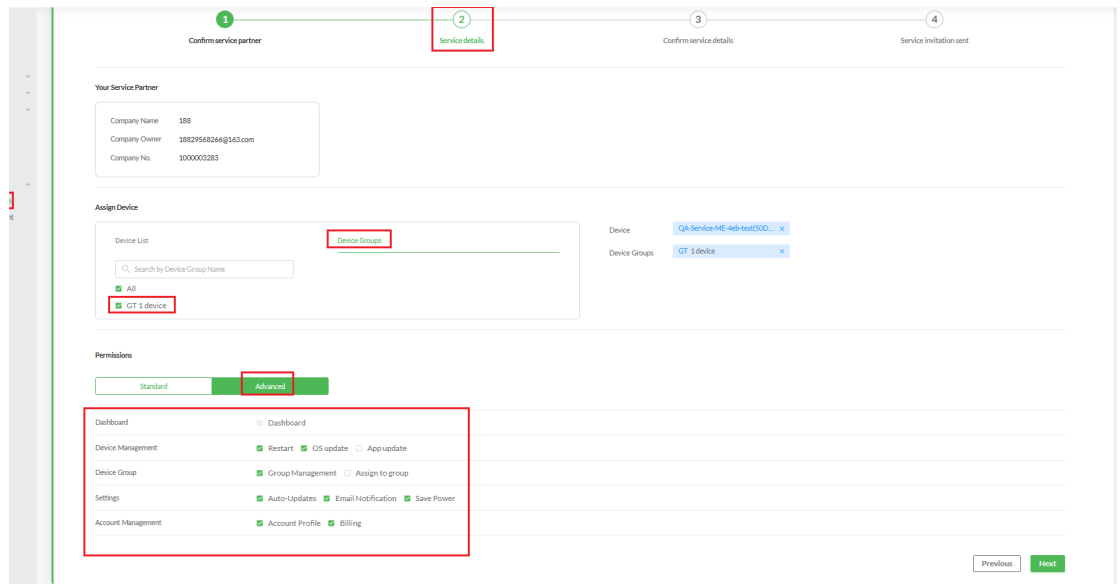 1 2 3 4
Confirm service partner Service details Confirm service details Service invitation sent
Your Service Partner
Company Name 188
Company Owner 18829568266@163.com
Company No. 1000003283
Assign Device
Device List Device Groups
Search by Device Group Name
All
GT 1 device
Device QA-Service-ME-4eb-test(50D... ×
Device Groups GT 1 device ×
Permissions
Standard Advanced
Dashboard Dashboard
Device Management Restart OS update App update
Device Group Group Management Assign to group
Settings Auto-Updates Email Notification Save Power
Account Management Account Profile Billing
Previous Next